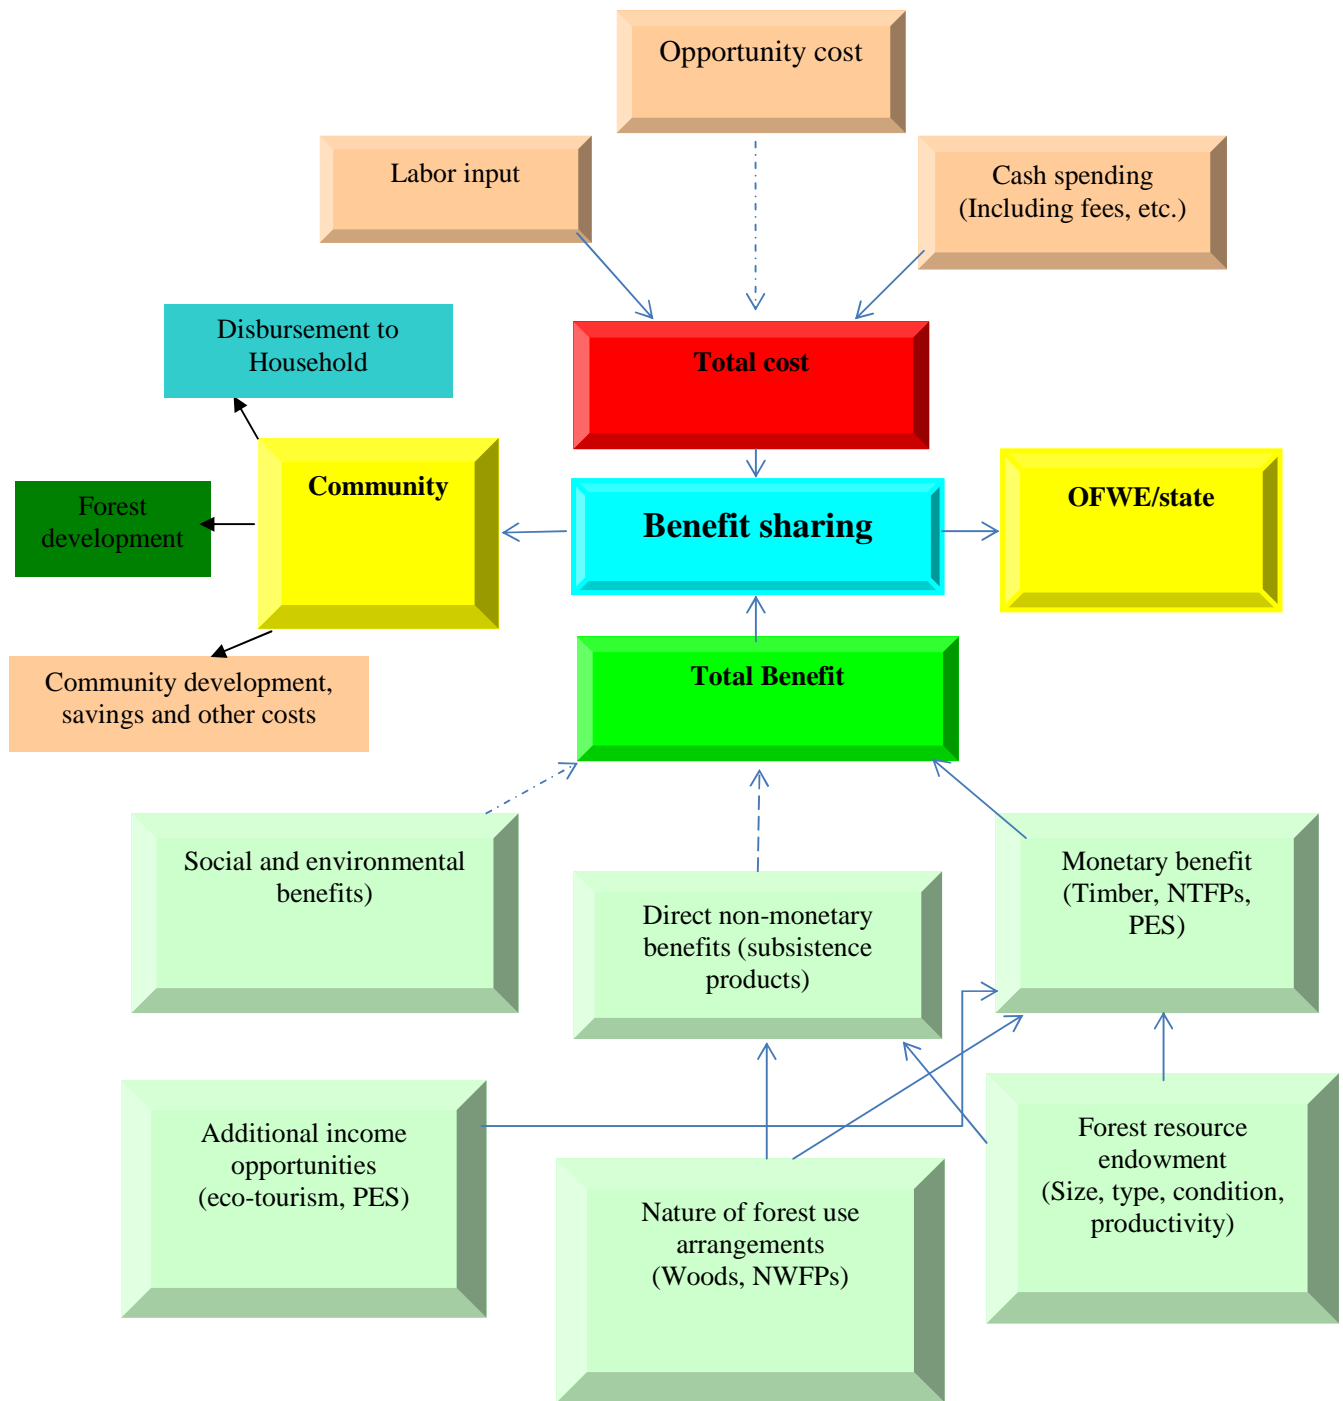 Opportunity cost
Labor input
Cash spending
(Including fees, etc.)
Disbursement to
Household
Total cost
Community
Forest
development
Benefit sharing
OFWE/state
Community development,
savings and other costs
Total Benefit
Social and environmental
benefits)
Direct non-monetary
benefits (subsistence
products)
Monetary benefit
(Timber, NTFPs,
PES)
Additional income
opportunities
(eco-tourism, PES)
Nature of forest use
arrangements
(Woods, NWFPs)
Forest resource
endowment
(Size, type, condition,
productivity)